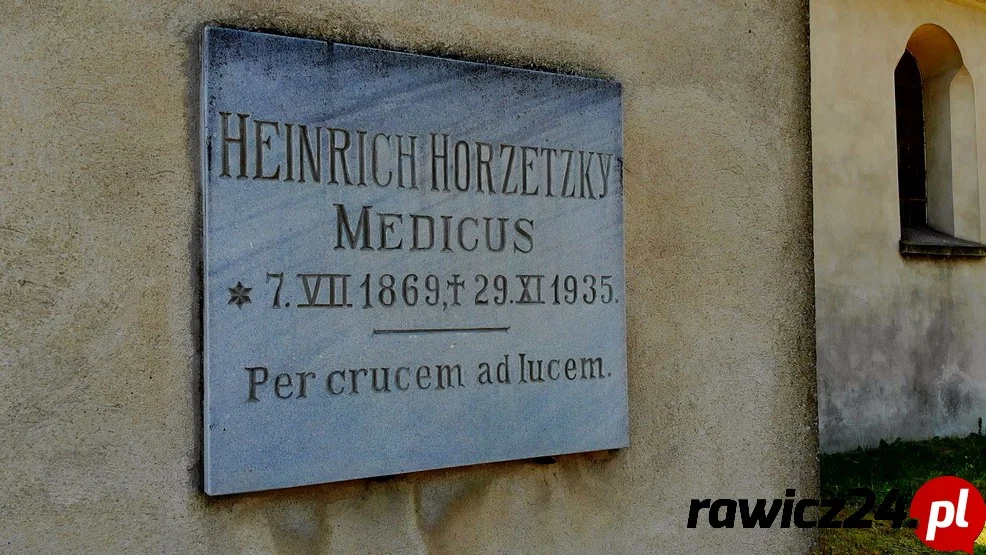 HEINRICH HORZETZKY
MEDICUS
* 7. VII. 1869, † 29. XI 1935.
Per crucem ad lucem.
rawicz24.pl